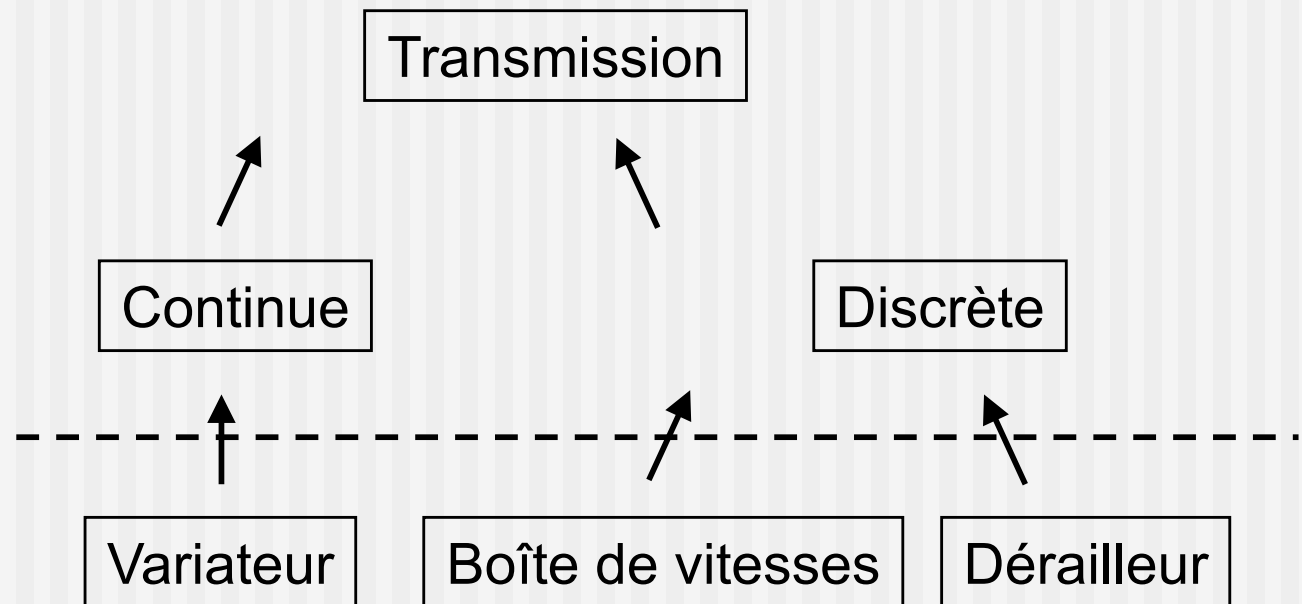 Transmission
Continue
Discrète
Variateur
Boîte de vitesses
Dérailleur